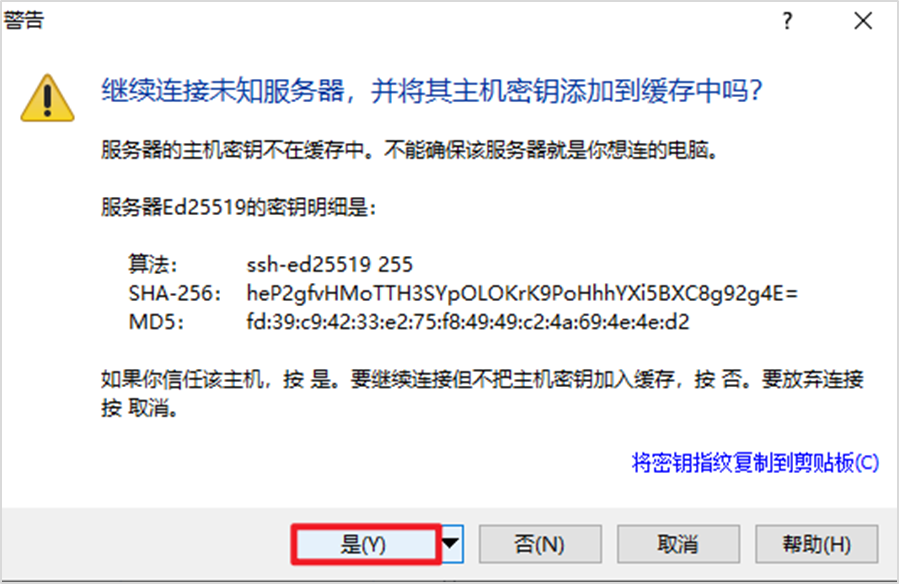 警告
继续连接未知服务器，并将其主机密钥添加到缓存中吗？
服务器的主机密钥不在缓存中。不能确保该服务器就是你想连的电脑。
服务器Ed25519的密钥明细是：
算法： ssh-ed25519 255
SHA-256： heP2gfvHMoTTH3SYpOLOKrK9PoHhhYXi5BXC8g92g4E=
MD5： fd:39:c9:42:33:e2:75:f8:49:49:c2:4a:69:4e:4e:d2
如果你信任该主机，按 是。要继续连接但不把主机密钥加入缓存，按 否。要放弃连接
按 取消。
将密钥指纹复制到剪贴板(C)
是(Y) 否(N) 取消 帮助(H)